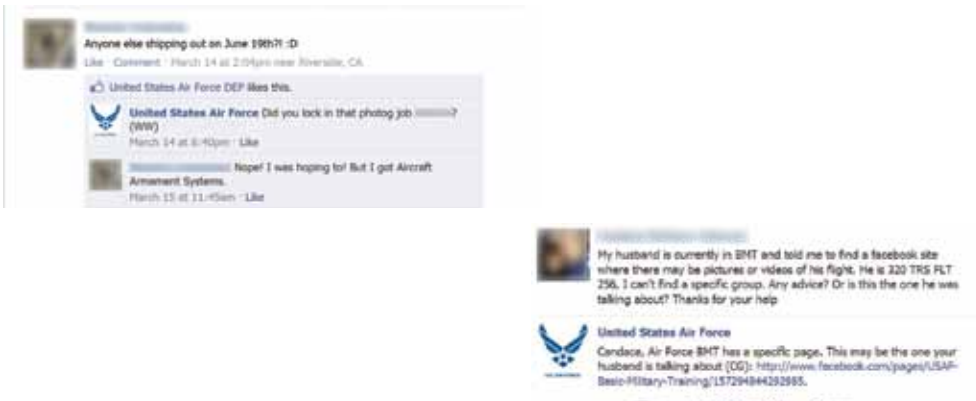 Anyone else shipping out on June 19th?! :D
Like · Comment · March 14 at 2:04pm near Riverside, CA
United States Air Force DEP likes this.
United States Air Force Did you lock in that photog job ?
(WW)
March 14 at 6:40pm · Like
Nope! I was hoping to! But I got Aircraft
Armament Systems.
March 15 at 11:45am · Like
My husband is currently in BMT and told me to find a facebook site
where there may be pictures or videos of his flight. He is 320 TRS FLT
256, I can't find a specific group. Any advice? Or is this the one he was
talking about? Thanks for your help
United States Air Force
Candace, Air Force BMT has a specific page. This may be the one your
husband is talking about (CG): http://www.facebook.com/pages/USAF-
Basic-Military-Training/157294944292985.